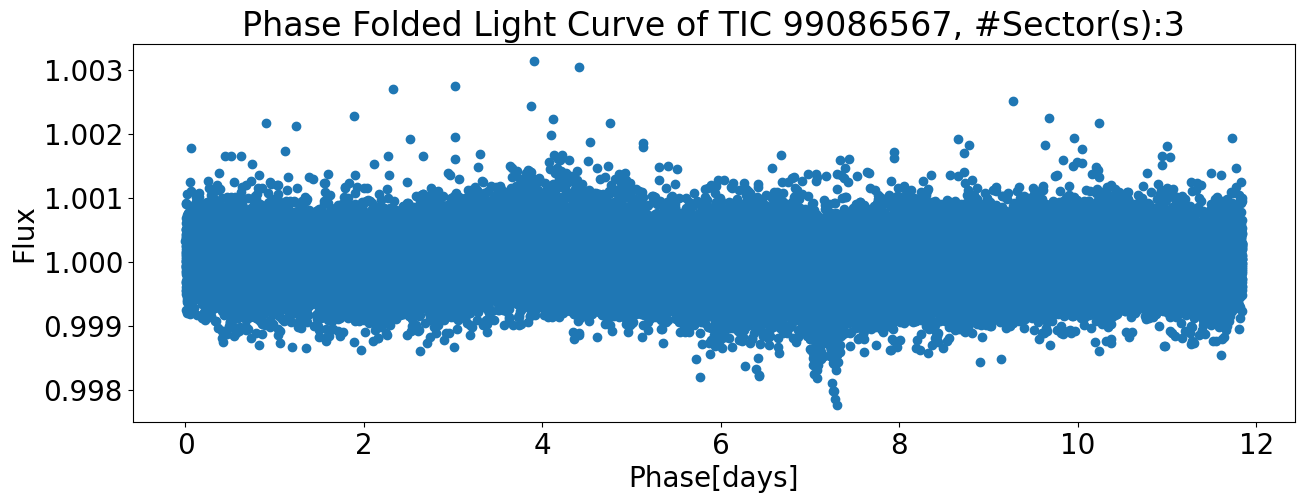 Phase Folded Light Curve of TIC 99086567, #Sector(s):3
1.003
1.002
1.001
1.000
0.999
0.998
Flux
0 2 4 6 8 10 12
Phase[days]